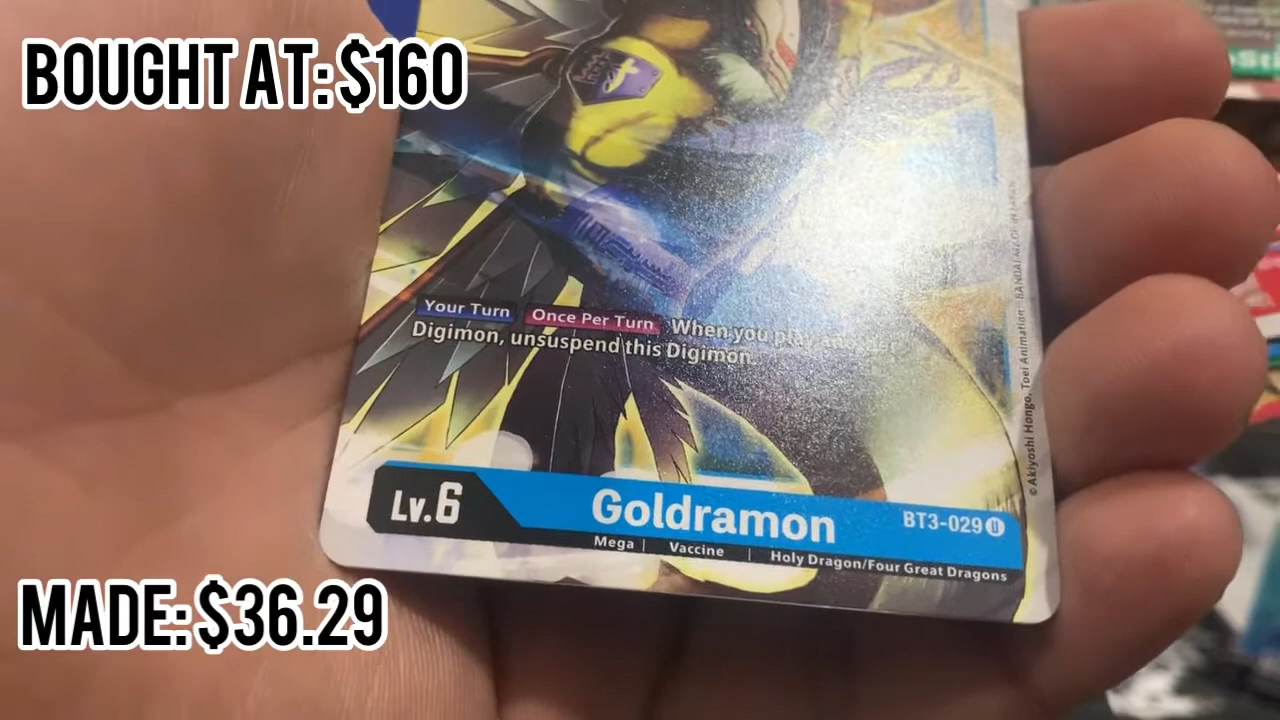 BOUGHT AT: $160
Your Turn Once Per Turn When you play another
Digimon, unsuspend this Digimon.
©Akiyoshi Hongo, Toei Animation · BANDAI MADE IN JAPAN
Lv.6
Goldramon
BT3-029 U
Mega | Vaccine | Holy Dragon/Four Great Dragons
MADE: $36.29